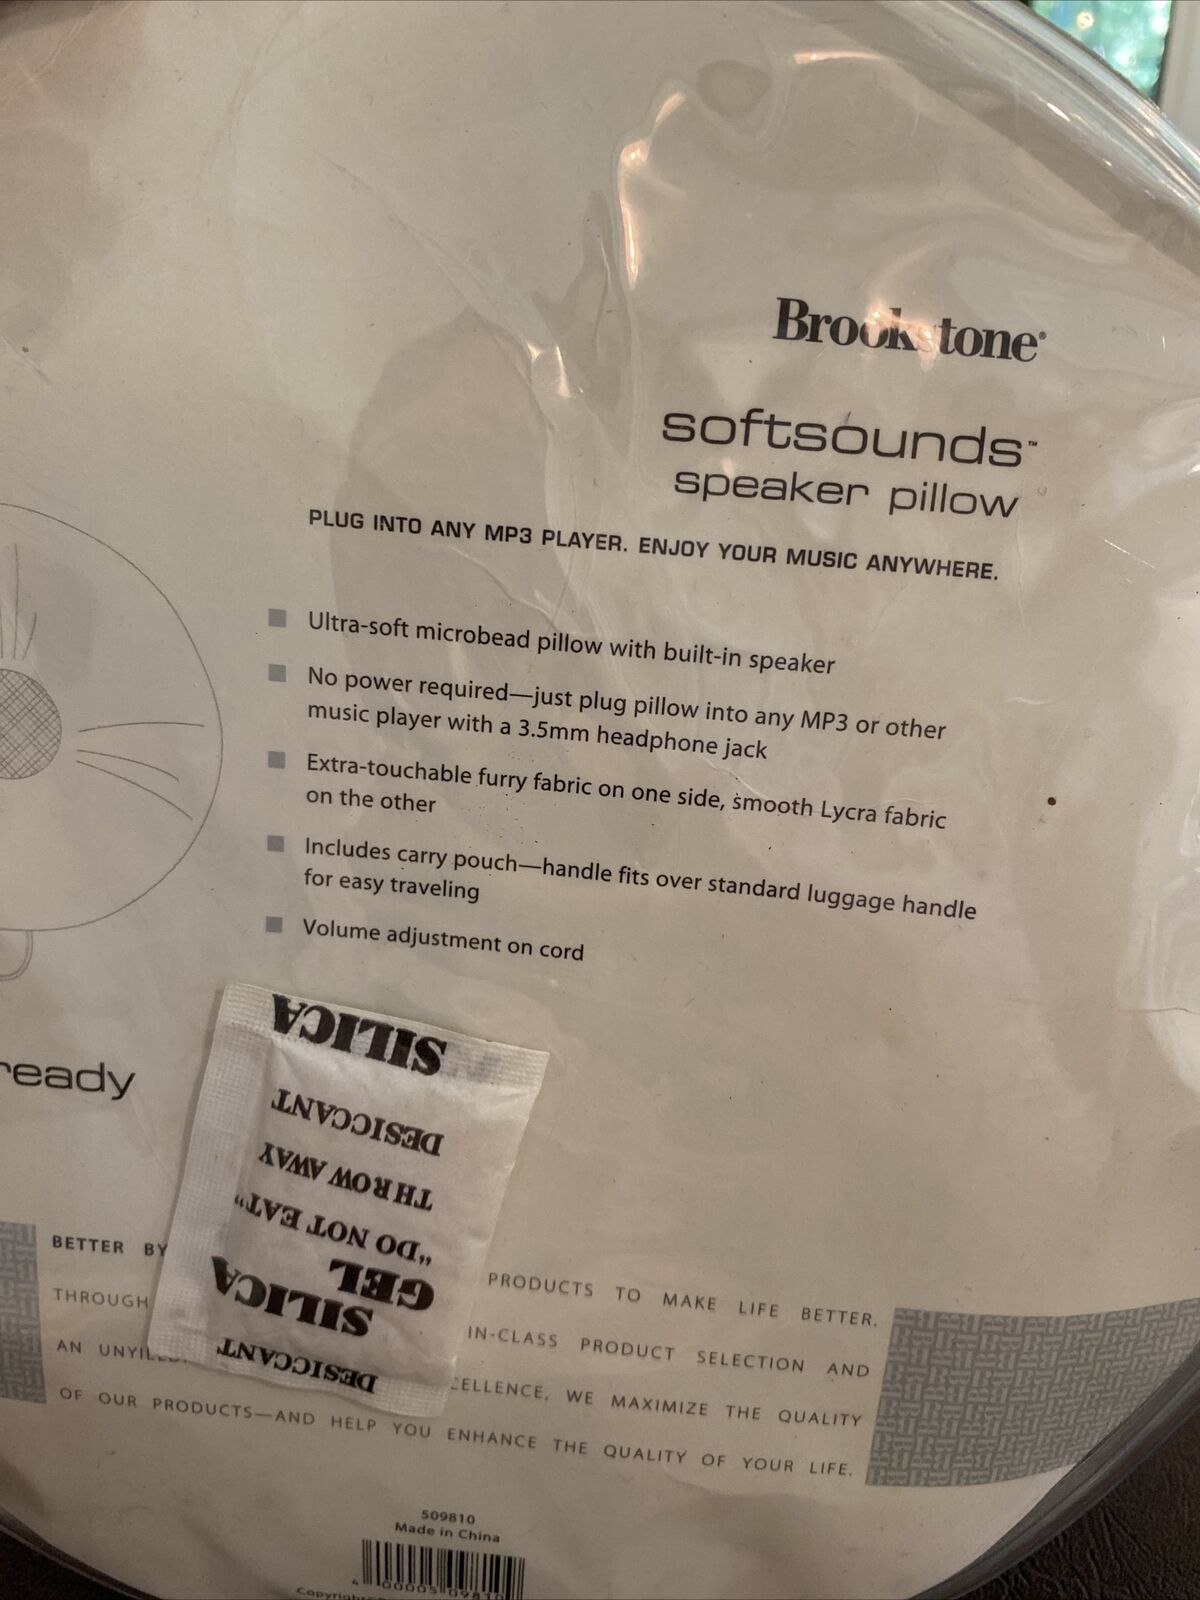 Brookstone®
softsounds™
speaker pillow
PLUG INTO ANY MP3 PLAYER. ENJOY YOUR MUSIC ANYWHERE.
Ultra-soft microbead pillow with built-in speaker
No power required—just plug pillow into any MP3 or other
music player with a 3.5mm headphone jack
Extra-touchable furry fabric on one side, smooth Lycra fabric
on the other
Includes carry pouch—handle fits over standard luggage handle
for easy traveling
Volume adjustment on cord
ready
DESICCANT
SILICA
GEL
"DO NOT EAT"
THROW AWAY
DESICCANT
SILICA
BETTER BY PRODUCTS TO MAKE LIFE BETTER.
THROUGH IN-CLASS PRODUCT SELECTION AND
AN WE MAXIMIZE THE QUALITY
OF OUR PRODUCTS—AND HELP YOU ENHANCE THE QUALITY OF YOUR LIFE.
509810
Made in China